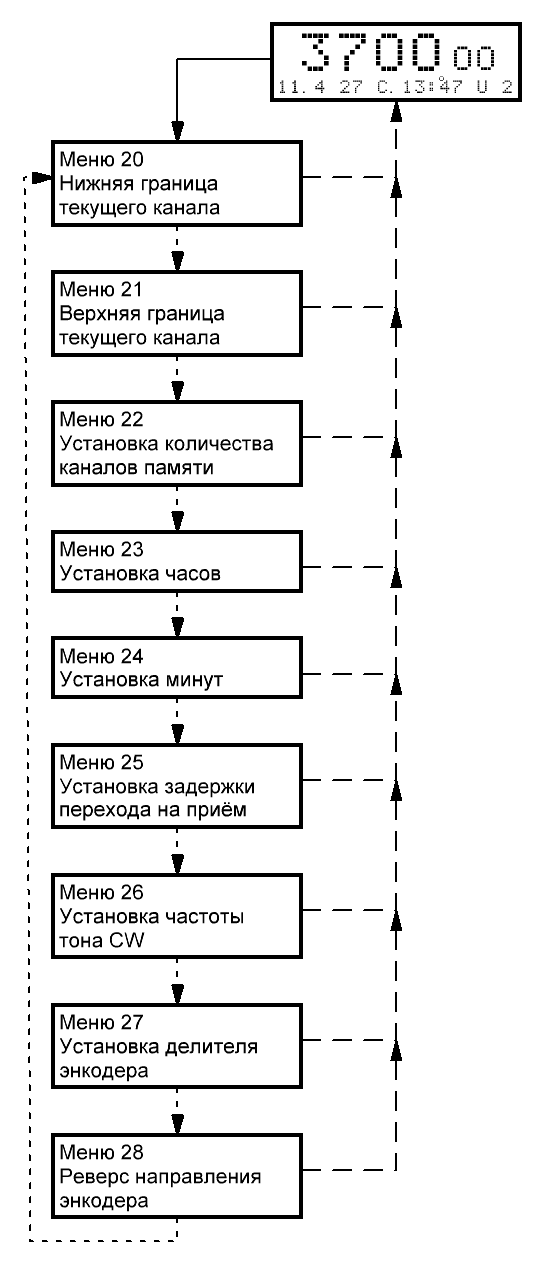 3700 00
11.4 27 C. 13:47 U 2
Меню 20
Нижняя граница
текущего канала
Меню 21
Верхняя граница
текущего канала
Меню 22
Установка количества
каналов памяти
Меню 23
Установка часов
Меню 24
Установка минут
Меню 25
Установка задержки
перехода на приём
Меню 26
Установка частоты
тона CW
Меню 27
Установка делителя
энкодера
Меню 28
Реверс направления
энкодера